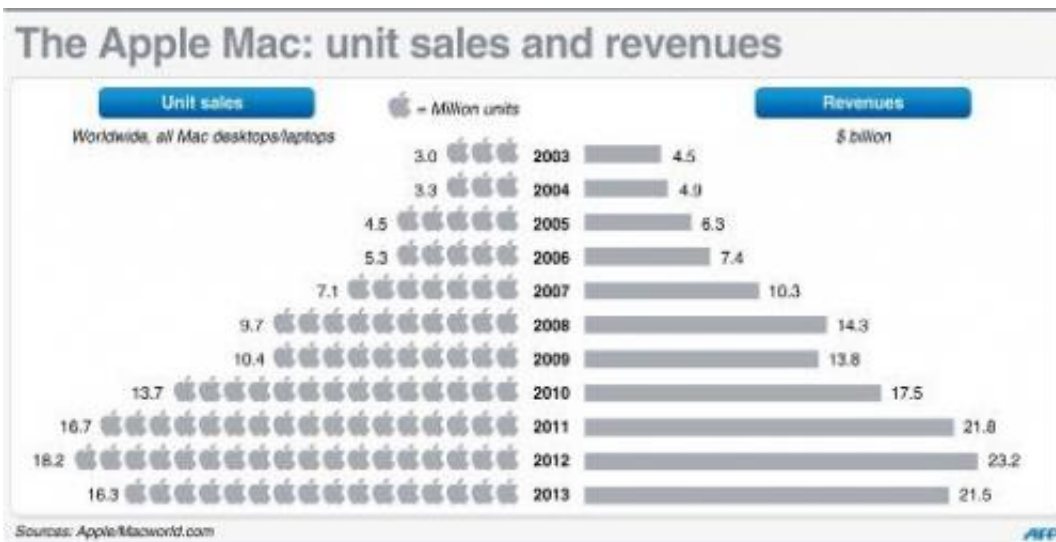 The Apple Mac: unit sales and revenues
Unit sales = Million units Revenues
Worldwide, all Mac desktops/laptops $ billion
3.0 2003 4.5
3.3 2004 4.9
4.5 2005 6.3
5.3 2006 7.4
7.1 2007 10.3
9.7 2008 14.3
10.4 2009 13.8
13.7 2010 17.5
16.7 2011 21.8
18.2 2012 23.2
16.3 2013 21.5
Sources: Apple/Macworld.com AFP